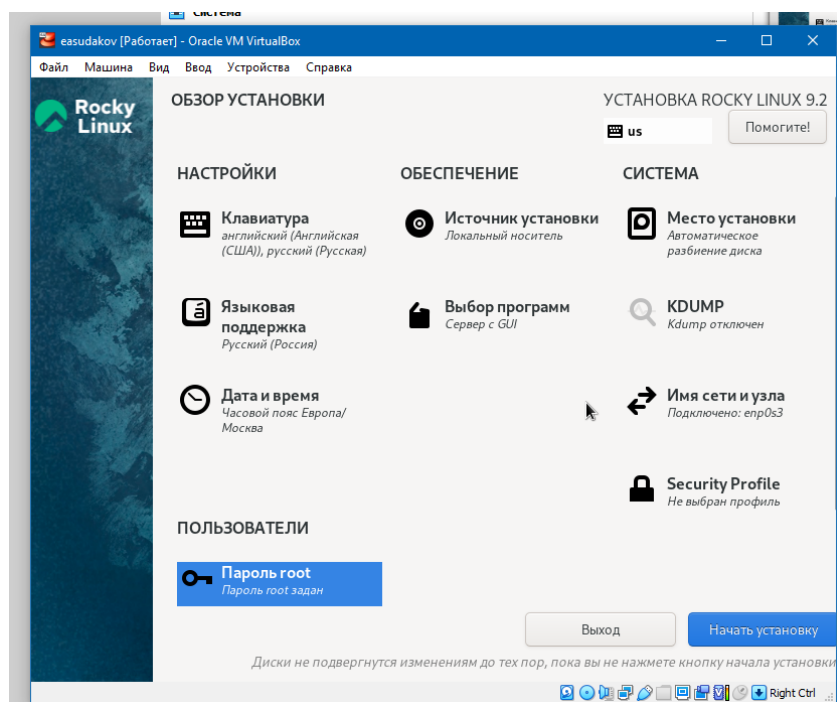 Система
easudakov [Работает] - Oracle VM VirtualBox
Файл Машина Вид Ввод Устройства Справка
Rocky
Linux
ОБЗОР УСТАНОВКИ
УСТАНОВКА ROCKY LINUX 9.2
us
Помогите!
НАСТРОЙКИ
Клавиатура
английский (Английская
(США)), русский (Русская)
Языковая
поддержка
Русский (Россия)
Дата и время
Часовой пояс Европа/
Москва
ОБЕСПЕЧЕНИЕ
Источник установки
Локальный носитель
Выбор программ
Сервер с GUI
СИСТЕМА
Место установки
Автоматическое
разбиение диска
KDUMP
Kdump отключен
Имя сети и узла
Подключено: enp0s3
Security Profile
Не выбран профиль
ПОЛЬЗОВАТЕЛИ
Пароль root
Пароль root задан
Выход
Начать установку
Диски не подвергнутся изменениям до тех пор, пока вы не нажмете кнопку начала установки
Right Ctrl